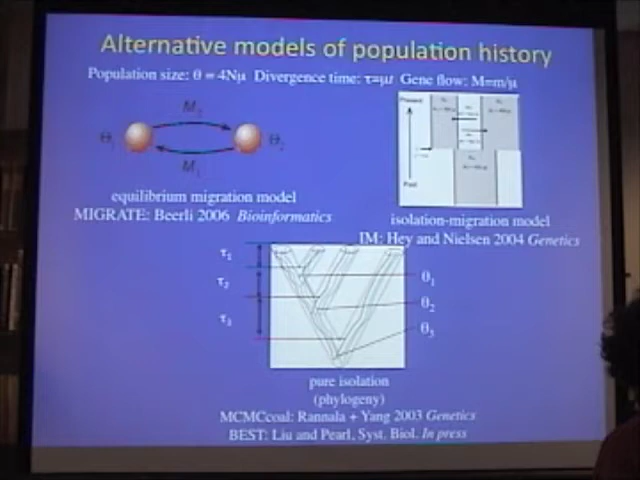 Alternative models of population history
Population size: θ = 4Nμ Divergence time: τ=μt Gene flow: M=m/μ
M₂
Θ₁ Θ₂
M₁
Present
Past
equilibrium migration model
MIGRATE: Beerli 2006 Bioinformatics
isolation-migration model
IM: Hey and Nielsen 2004 Genetics
τ₁
τ₂
τ₃
θ₁
θ₂
θ₃
pure isolation
(phylogeny)
MCMCcoal: Rannala + Yang 2003 Genetics
BEST: Liu and Pearl, Syst. Biol. In press